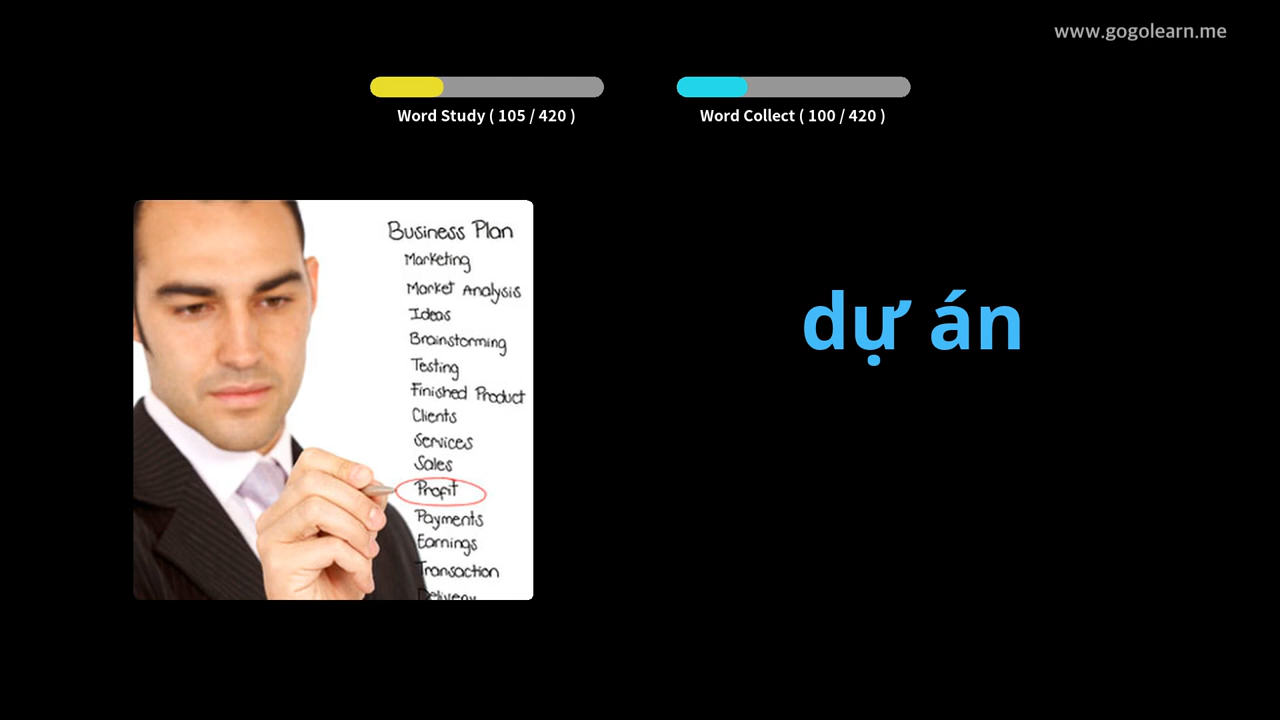 www.gogolearn.me
Word Study ( 105 / 420 )
Word Collect ( 100 / 420 )
Business Plan
Marketing
Market Analysis
Ideas
Brainstorming
Testing
Finished Product
Clients
Services
Sales
Profit
Payments
Earnings
Transaction
Delivery
dự án